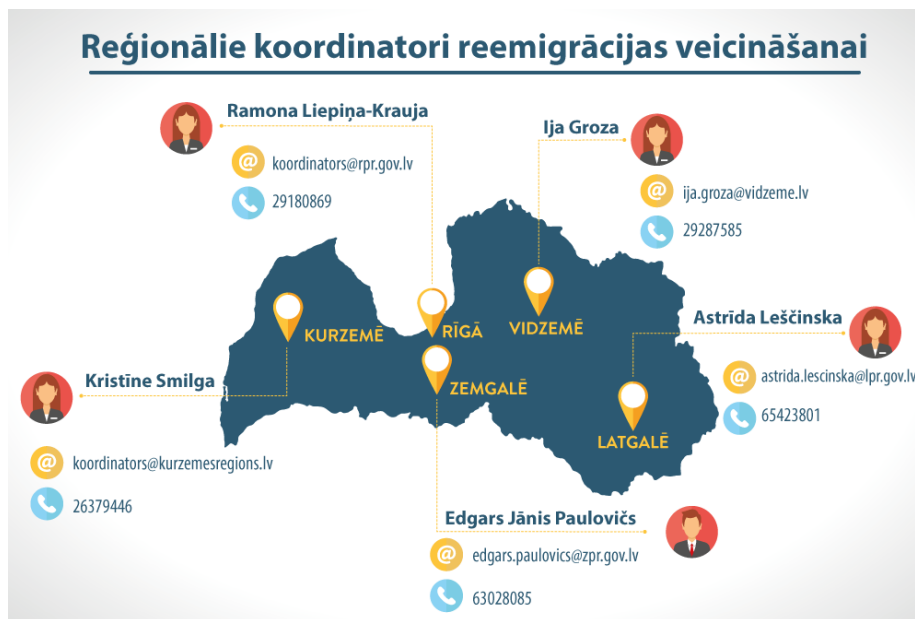 Reģionālie koordinatori reemigrācijas veicināšanai
Ramona Liepiņa-Krauja
@ koordinators@rpr.gov.lv
29180869
Ija Groza
@ ija.groza@vidzeme.lv
29287585
KURZEMĒ
RĪGĀ
VIDZEMĒ
ZEMGALĒ
LATGALĒ
Astrīda Leščinska
@ astrida.lescinska@lpr.gov.lv
65423801
Kristīne Smilga
@ koordinators@kurzemesregions.lv
26379446
Edgars Jānis Paulovičs
@ edgars.paulovics@zpr.gov.lv
63028085